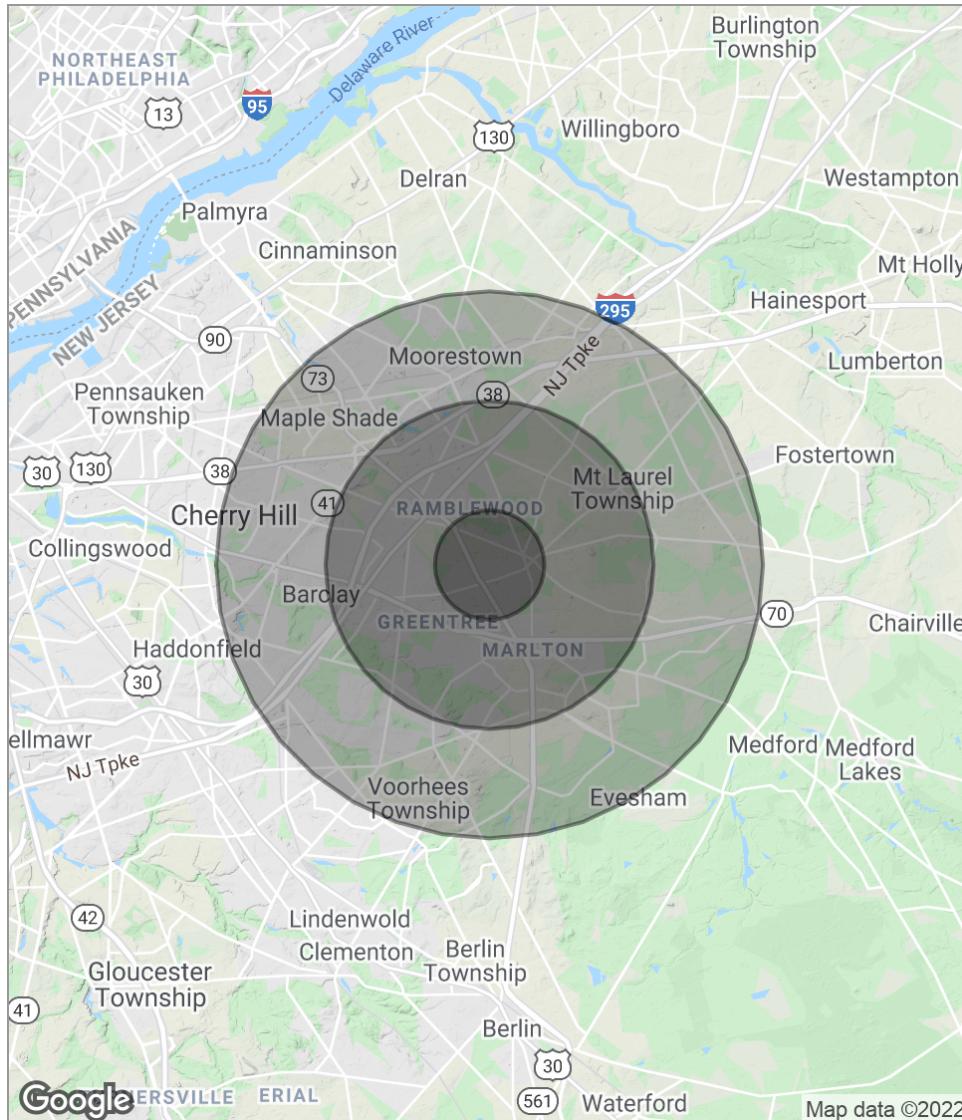 Burlington
Township
NORTHEAST
PHILADELPHIA
Delaware River
95
13
130
Willingboro
Delran
Westampton
Palmyra
PENNSYLVANIA
NEW JERSEY
Cinnaminson
Mt Holly
Hainesport
295
90
Moorestown
NJ Tpke
Lumberton
73
38
Pennsauken
Township
Maple Shade
Fostertown
30
130
38
Mt Laurel
Township
41
RAMBLEWOOD
Cherry Hill
Collingswood
Barclay
70
GREENTREE
Chairville
Haddonfield
MARLTON
30
ellmawr
NJ Tpke
Medford
Medford
Lakes
Voorhees
Township
Evesham
42
Lindenwold
Clementon
Berlin
Township
Gloucester
Township
41
Berlin
30
Google
ERSVILLE
ERIAL
561
Waterford
Map data ©2022